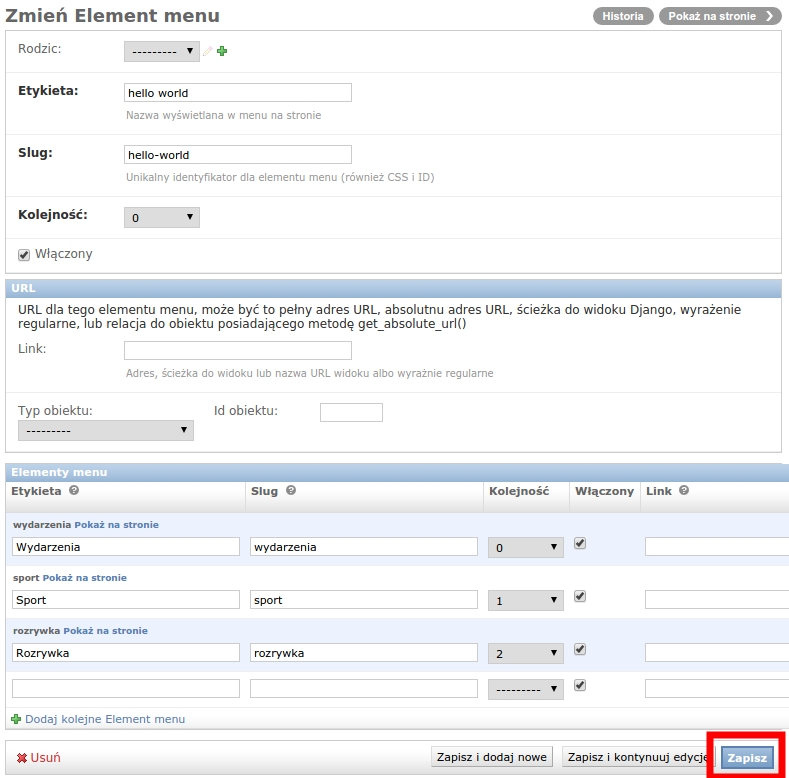 Zmień Element menu
Historia
Pokaż na stronie
Rodzic:
---------
Etykieta:
hello world
Nazwa wyświetlana w menu na stronie
Slug:
hello-world
Unikalny identyfikator dla elementu menu (również CSS i ID)
Kolejność:
0
Włączony
URL
URL dla tego elementu menu, może być to pełny adres URL, absolutnu adres URL, ścieżka do widoku Django, wyrażenie
regularne, lub relacja do obiektu posiadającego metodę get_absolute_url()
Link:
Adres, ścieżka do widoku lub nazwa URL widoku albo wyrażnie regularne
Typ obiektu:
---------
Id obiektu:
Elementy menu
Etykieta Slug Kolejność Włączony Link
wydarzenia Pokaż na stronie
Wydarzenia wydarzenia 0
sport Pokaż na stronie
Sport sport 1
rozrywka Pokaż na stronie
Rozrywka rozrywka 2
---------
Dodaj kolejne Element menu
Usuń
Zapisz i dodaj nowe
Zapisz i kontynuuj edycję
Zapisz